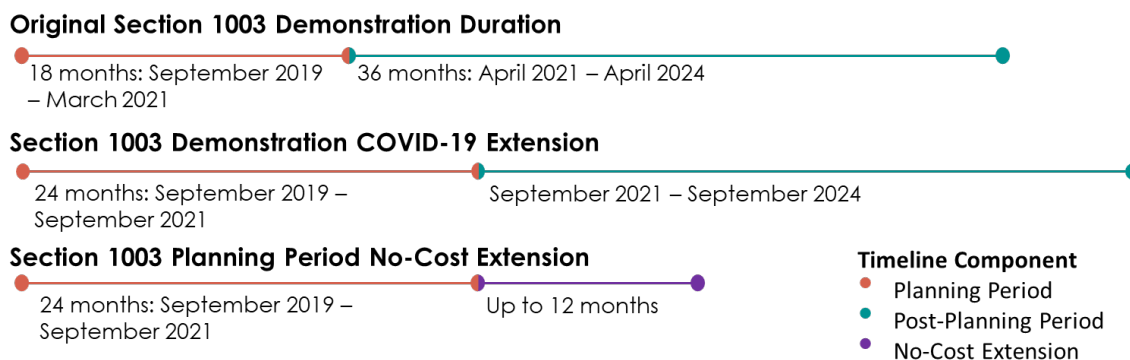 Original Section 1003 Demonstration Duration
18 months: September 2019
– March 2021
36 months: April 2021 – April 2024
Section 1003 Demonstration COVID-19 Extension
24 months: September 2019 –
September 2021
September 2021 – September 2024
Section 1003 Planning Period No-Cost Extension
24 months: September 2019 –
September 2021
Up to 12 months
Timeline Component
Planning Period
Post-Planning Period
No-Cost Extension